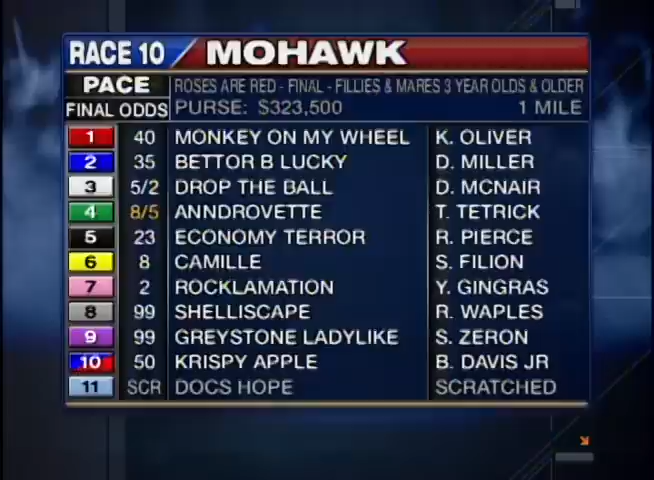 RACE 10 MOHAWK
PACE ROSES ARE RED - FINAL - FILLIES & MARES 3 YEAR OLDS & OLDER
FINAL ODDS PURSE: $323,500 1 MILE
1 40 MONKEY ON MY WHEEL K. OLIVER
2 35 BETTOR B LUCKY D. MILLER
3 5/2 DROP THE BALL D. MCNAIR
4 8/5 ANNDROVETTE T. TETRICK
5 23 ECONOMY TERROR R. PIERCE
6 8 CAMILLE S. FILION
7 2 ROCKLAMATION Y. GINGRAS
8 99 SHELLISCAPE R. WAPLES
9 99 GREYSTONE LADYLIKE S. ZERON
10 50 KRISPY APPLE B. DAVIS JR
11 SCR DOCS HOPE SCRATCHED